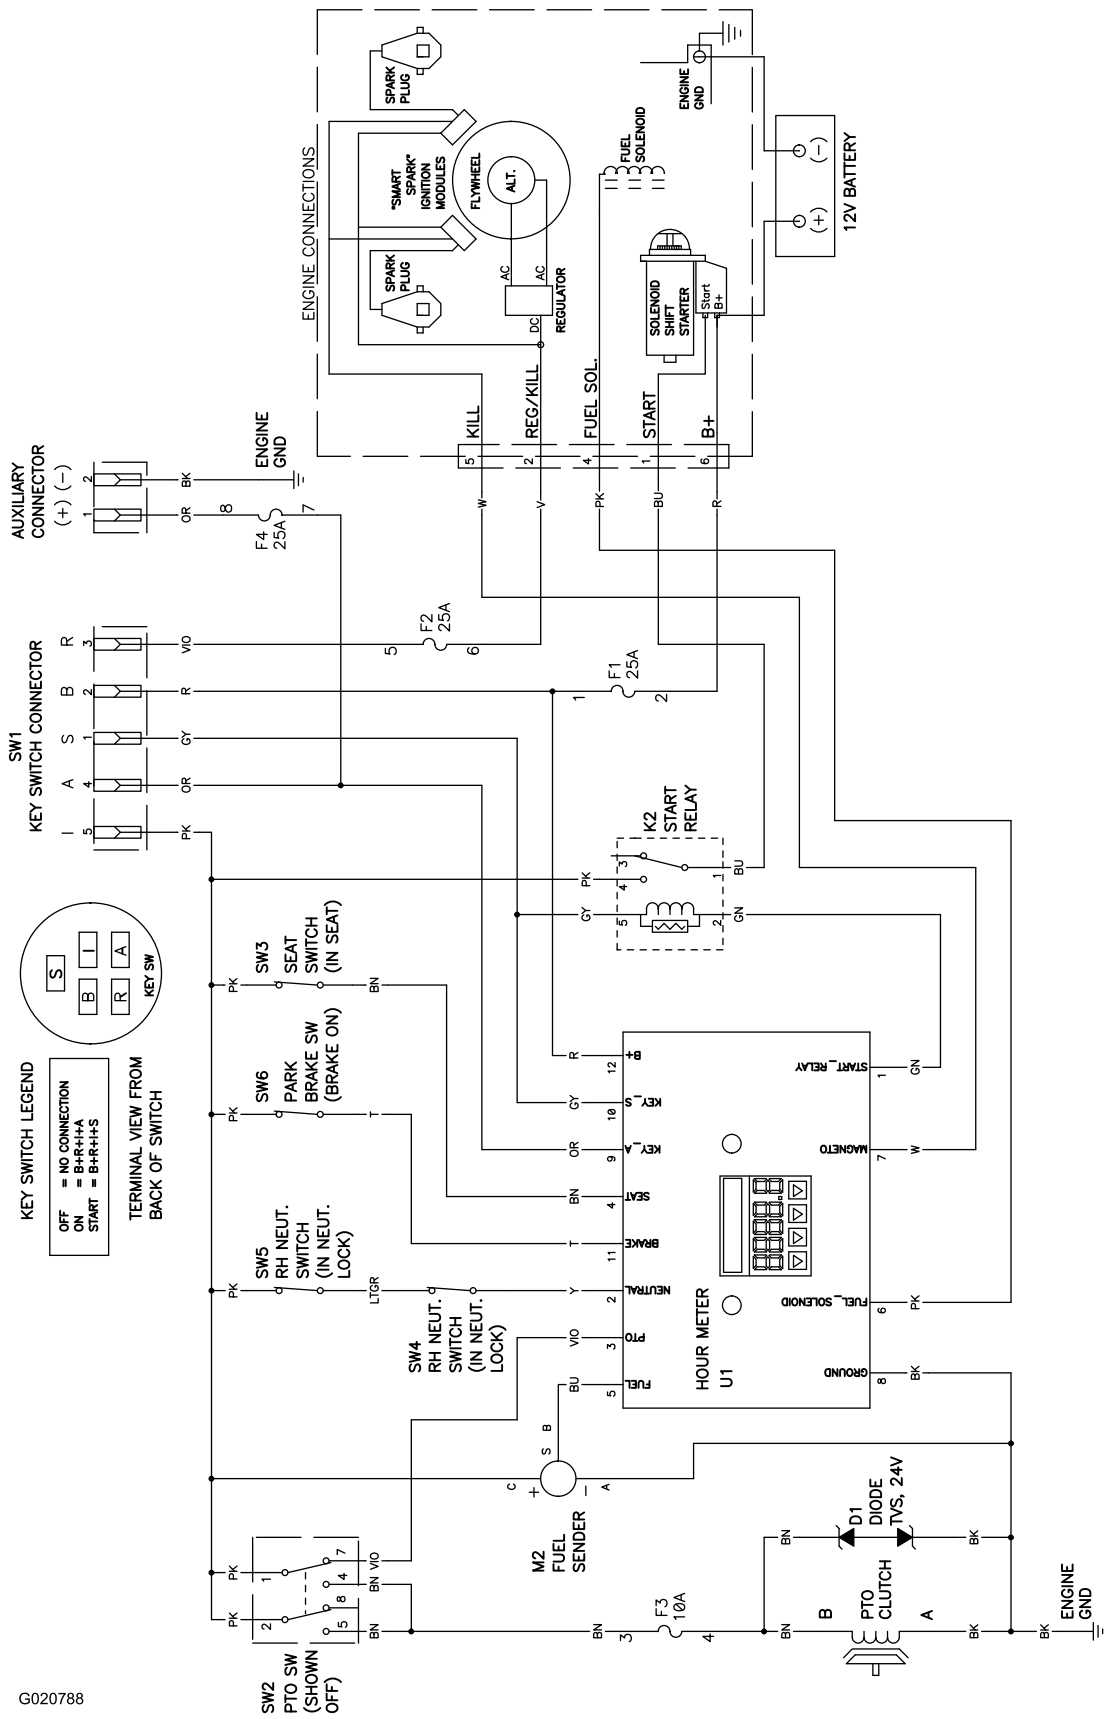 ENGINE CONNECTIONS
SPARK
PLUG
"SMART
SPARK"
IGNITION
MODULES
FLYWHEEL
ALT.
SPARK
PLUG
AC
AC
REGULATOR
DC
ENGINE
GND
FUEL
SOLENOID
SOLENOID
SHIFT
STARTER
Start
B+
12V BATTERY
(+)
(-)
KILL
REG/KILL
FUEL SOL.
START
B+
5
2
4
1
6
W
V
PK
BU
R
AUXILIARY
CONNECTOR
(+) (-)
1
2
OR
BK
8
F4
25A
7
ENGINE
GND
SW1
KEY SWITCH CONNECTOR
I
A
S
B
R
5
4
1
2
3
PK
OR
GY
R
VIO
5
F2
25A
6
1
F1
25A
2
KEY SWITCH LEGEND
OFF = NO CONNECTION
ON = B+R+I+A
START = B+R+I+S
TERMINAL VIEW FROM
BACK OF SWITCH
S
B
I
R
A
KEY SW
K2
START
RELAY
PK
GY
3
4
5
1
2
BU
GN
PK
SW3
SEAT
SWITCH
(IN SEAT)
BN
PK
SW6
PARK
BRAKE SW
(BRAKE ON)
T
PK
SW5
RH NEUT.
SWITCH
(IN NEUT.
LOCK)
LTGR
SW4
RH NEUT.
SWITCH
(IN NEUT.
LOCK)
BU
VIO
Y
T
BN
OR
GY
R
5
3
2
11
4
9
10
12
FUEL
PTO
NEUTRAL
BRAKE
SEAT
KEY_A
KEY_S
B+
HOUR METER
U1
GROUND
FUEL_SOLENOID
MAGNETO
START_RELAY
8
6
7
1
BK
PK
W
GN
S B
C
+
-
A
M2
FUEL
SENDER
PK
PK
2
1
5
8
4
7
BN
BN
VIO
SW2
PTO SW
(SHOWN
OFF)
BN
3
F3
10A
4
BN
BN
B
PTO
CLUTCH
A
D1
DIODE
TVS, 24V
BK
BK
BK
ENGINE
GND
G020788